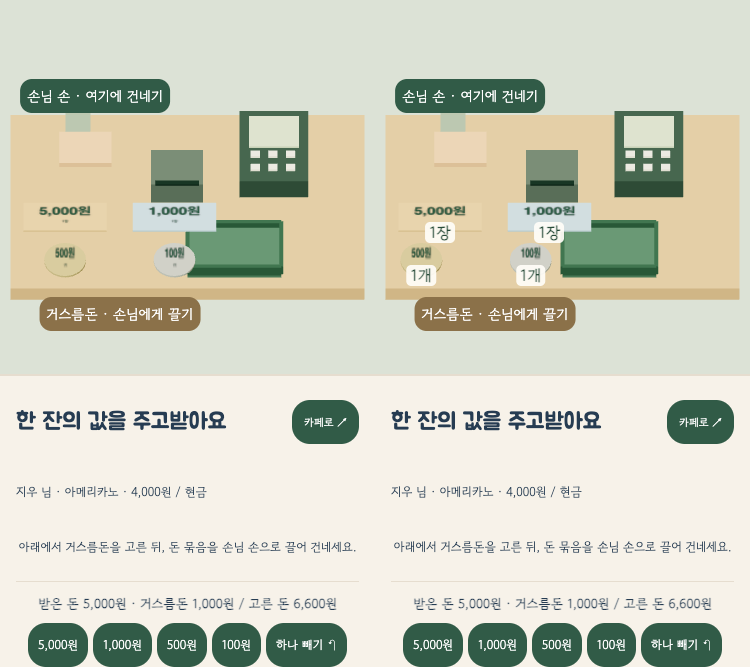 손님 손 · 여기에 건네기
5,000원
1,000원
500원
100원
거스름돈 · 손님에게 끌기
한 잔의 값을 주고받아요
카페로 ↗
지우 님 · 아메리카노 · 4,000원 / 현금
아래에서 거스름돈을 고른 뒤, 돈 묶음을 손님 손으로 끌어 건네세요.
받은 돈 5,000원 · 거스름돈 1,000원 / 고른 돈 6,600원
5,000원 1,000원 500원 100원 하나 빼기 ↰
손님 손 · 여기에 건네기
5,000원
1장
1,000원
1장
500원
1개
100원
1개
거스름돈 · 손님에게 끌기
한 잔의 값을 주고받아요
카페로 ↗
지우 님 · 아메리카노 · 4,000원 / 현금
아래에서 거스름돈을 고른 뒤, 돈 묶음을 손님 손으로 끌어 건네세요.
받은 돈 5,000원 · 거스름돈 1,000원 / 고른 돈 6,600원
5,000원 1,000원 500원 100원 하나 빼기 ↰